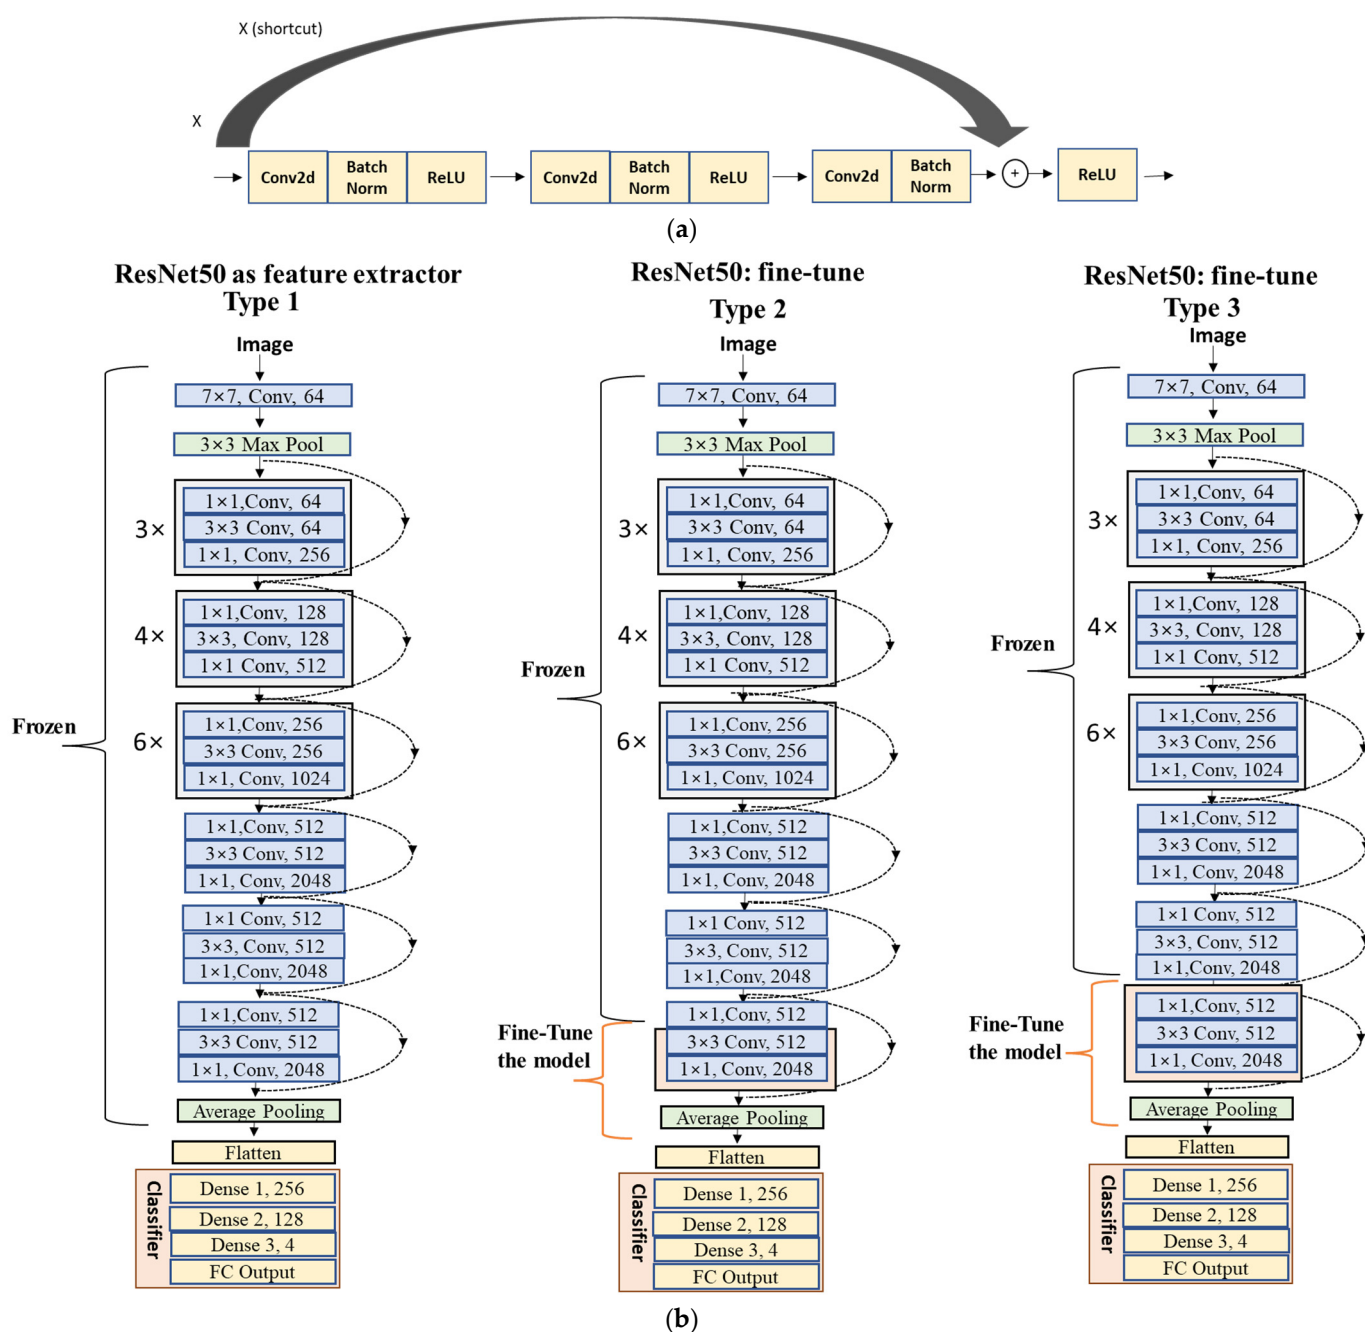 X (shortcut)
X
Conv2d
Batch
Norm
ReLU
Conv2d
Batch
Norm
ReLU
Conv2d
Batch
Norm
+
ReLU
(a)
ResNet50 as feature extractor
Type 1
Image
7×7, Conv, 64
3×3 Max Pool
3×
1×1,Conv, 64
3×3 Conv, 64
1×1, Conv, 256
4×
1×1,Conv, 128
3×3, Conv, 128
1×1 Conv, 512
Frozen
6×
1×1,Conv, 256
3×3 Conv, 256
1×1, Conv, 1024
1×1,Conv, 512
3×3 Conv, 512
1×1, Conv, 2048
1×1 Conv, 512
3×3, Conv, 512
1×1,Conv, 2048
1×1,Conv, 512
3×3 Conv, 512
1×1, Conv, 2048
Average Pooling
Flatten
Classifier
Dense 1, 256
Dense 2, 128
Dense 3, 4
FC Output
ResNet50: fine-tune
Type 2
Image
7×7, Conv, 64
3×3 Max Pool
3×
1×1,Conv, 64
3×3 Conv, 64
1×1, Conv, 256
4×
1×1,Conv, 128
3×3, Conv, 128
1×1 Conv, 512
Frozen
6×
1×1,Conv, 256
3×3 Conv, 256
1×1, Conv, 1024
1×1,Conv, 512
3×3 Conv, 512
1×1, Conv, 2048
1×1 Conv, 512
3×3, Conv, 512
1×1,Conv, 2048
Fine-Tune
the model
1×1,Conv, 512
3×3 Conv, 512
1×1, Conv, 2048
Average Pooling
Flatten
Classifier
Dense 1, 256
Dense 2, 128
Dense 3, 4
FC Output
ResNet50: fine-tune
Type 3
Image
7×7, Conv, 64
3×3 Max Pool
3×
1×1,Conv, 64
3×3 Conv, 64
1×1, Conv, 256
4×
1×1,Conv, 128
3×3, Conv, 128
1×1 Conv, 512
Frozen
6×
1×1,Conv, 256
3×3 Conv, 256
1×1, Conv, 1024
1×1,Conv, 512
3×3 Conv, 512
1×1, Conv, 2048
1×1 Conv, 512
3×3, Conv, 512
1×1,Conv, 2048
Fine-Tune
the model
1×1,Conv, 512
3×3 Conv, 512
1×1, Conv, 2048
Average Pooling
Flatten
Classifier
Dense 1, 256
Dense 2, 128
Dense 3, 4
FC Output
(b)